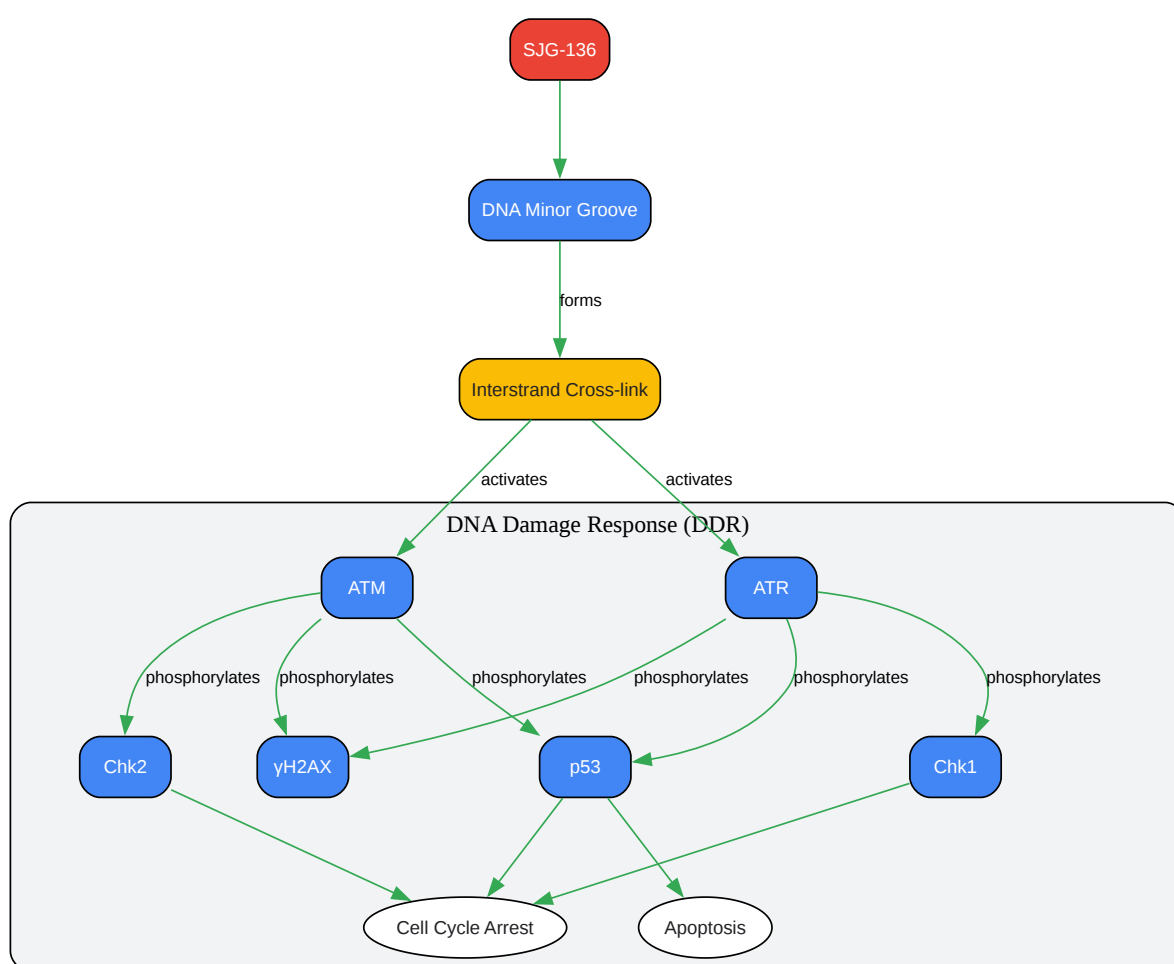 SJG-136
DNA Minor Groove
forms
Interstrand Cross-link
activates
activates
DNA Damage Response (DDR)
ATM
ATR
phosphorylates
phosphorylates
phosphorylates
phosphorylates
phosphorylates
phosphorylates
Chk2
γH2AX
p53
Chk1
Cell Cycle Arrest
Apoptosis